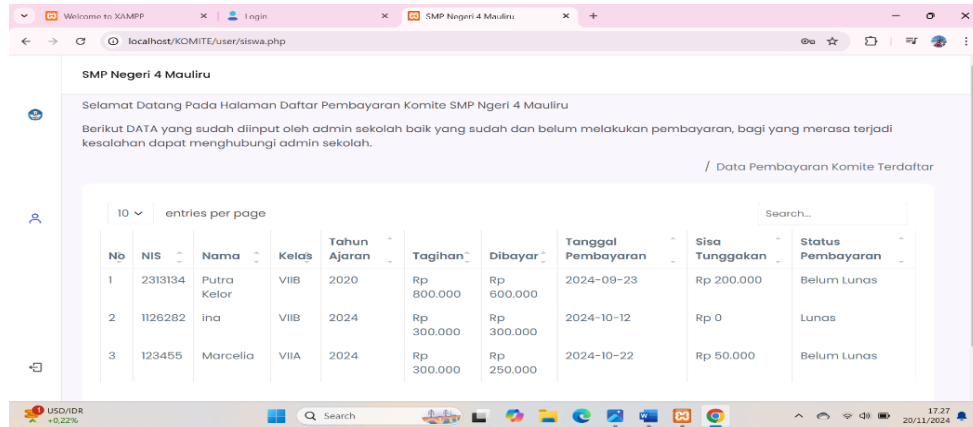 Welcome to XAMPP
Login
SMP Negeri 4 Mauliru
localhost/KOMITE/user/siswa.php
SMP Negeri 4 Mauliru
Selamat Datang Pada Halaman Daftar Pembayaran Komite SMP Ngeri 4 Mauliru
Berikut DATA yang sudah diinput oleh admin sekolah baik yang sudah dan belum melakukan pembayaran, bagi yang merasa terjadi
kesalahan dapat menghubungi admin sekolah.
/ Data Pembayaran Komite Terdaftar
10 entries per page
Search...
No NIS Nama Kelas Tahun Ajaran Tagihan Dibayar Tanggal Pembayaran Sisa Tunggakan Status Pembayaran
1 2313134 Putra Kelor VIIB 2020 Rp 800.000 Rp 600.000 2024-09-23 Rp 200.000 Belum Lunas
2 1126282 ina VIIB 2024 Rp 300.000 Rp 300.000 2024-10-12 Rp 0 Lunas
3 123455 Marcelia VIIA 2024 Rp 300.000 Rp 250.000 2024-10-22 Rp 50.000 Belum Lunas
1
USD/IDR
+0,22%
Search
17.27
20/11/2024